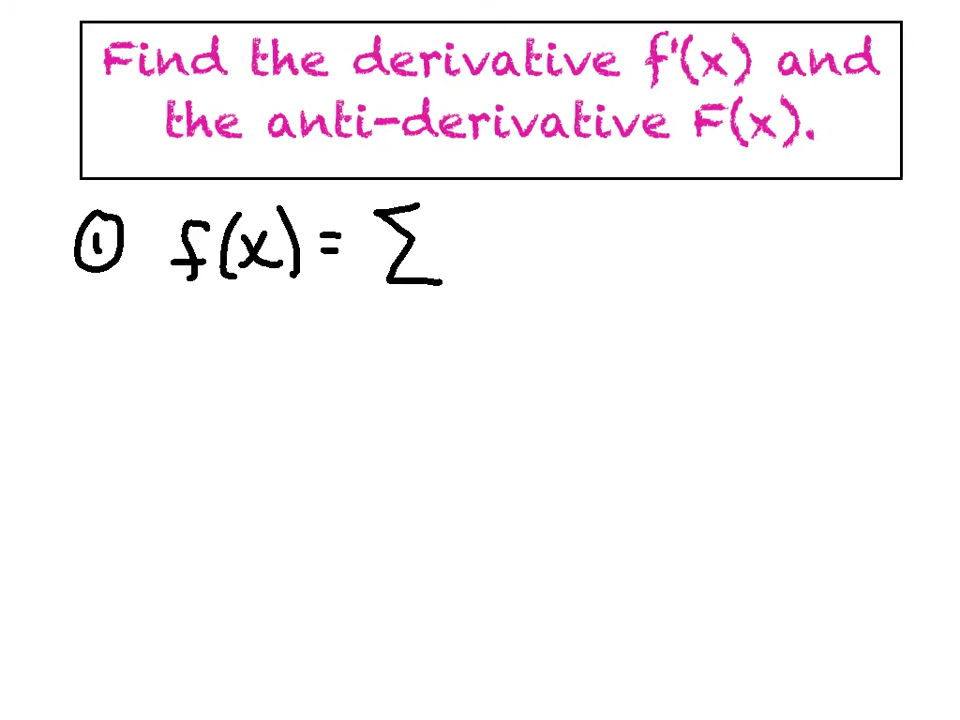 Find the derivative f'(x) and
the anti-derivative F(x).
① f(x) = Σ